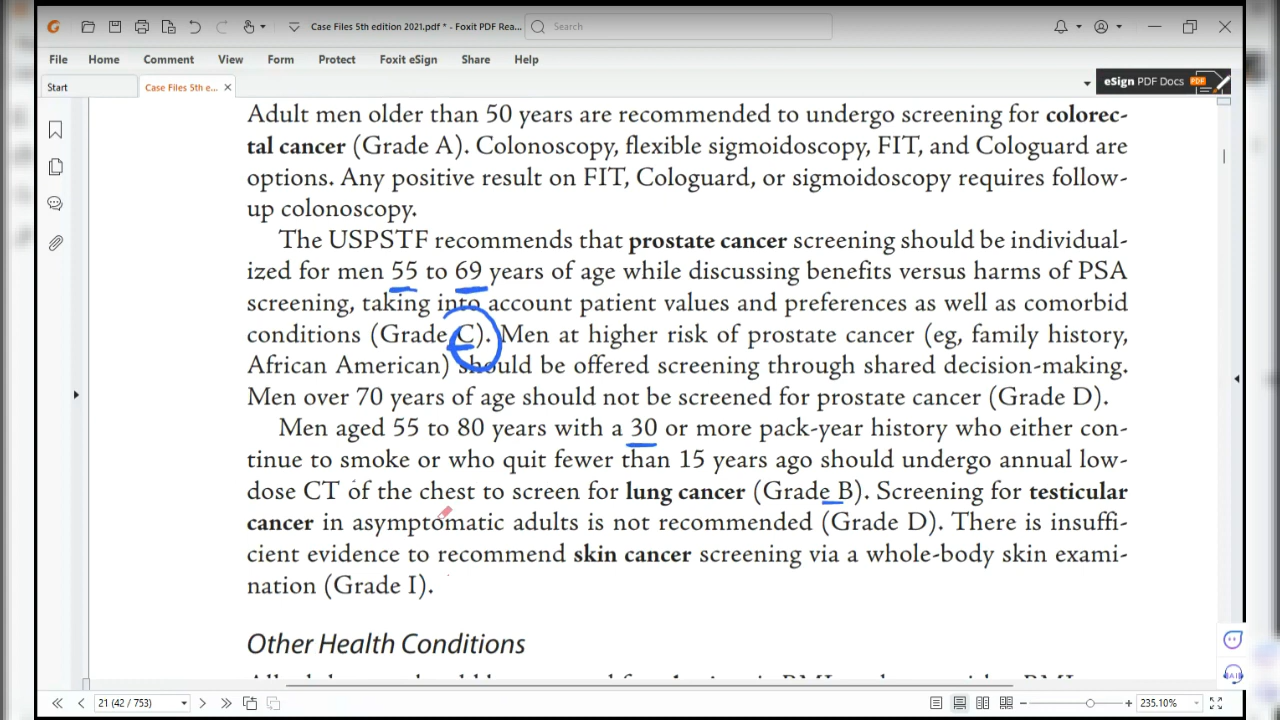 Case Files 5th edition 2021.pdf * - Foxit PDF Rea...
Search
File Home Comment View Form Protect Foxit eSign Share Help
Start
Case Files 5th e...
eSign PDF Docs
Adult men older than 50 years are recommended to undergo screening for colorec-
tal cancer (Grade A). Colonoscopy, flexible sigmoidoscopy, FIT, and Cologuard are
options. Any positive result on FIT, Cologuard, or sigmoidoscopy requires follow-
up colonoscopy.
The USPSTF recommends that prostate cancer screening should be individual-
ized for men 55 to 69 years of age while discussing benefits versus harms of PSA
screening, taking into account patient values and preferences as well as comorbid
conditions (Grade C). Men at higher risk of prostate cancer (eg, family history,
African American) should be offered screening through shared decision-making.
Men over 70 years of age should not be screened for prostate cancer (Grade D).
Men aged 55 to 80 years with a 30 or more pack-year history who either con-
tinue to smoke or who quit fewer than 15 years ago should undergo annual low-
dose CT of the chest to screen for lung cancer (Grade B). Screening for testicular
cancer in asymptomatic adults is not recommended (Grade D). There is insuffi-
cient evidence to recommend skin cancer screening via a whole-body skin exami-
nation (Grade I).
Other Health Conditions
21 (42 / 753)
235.10%